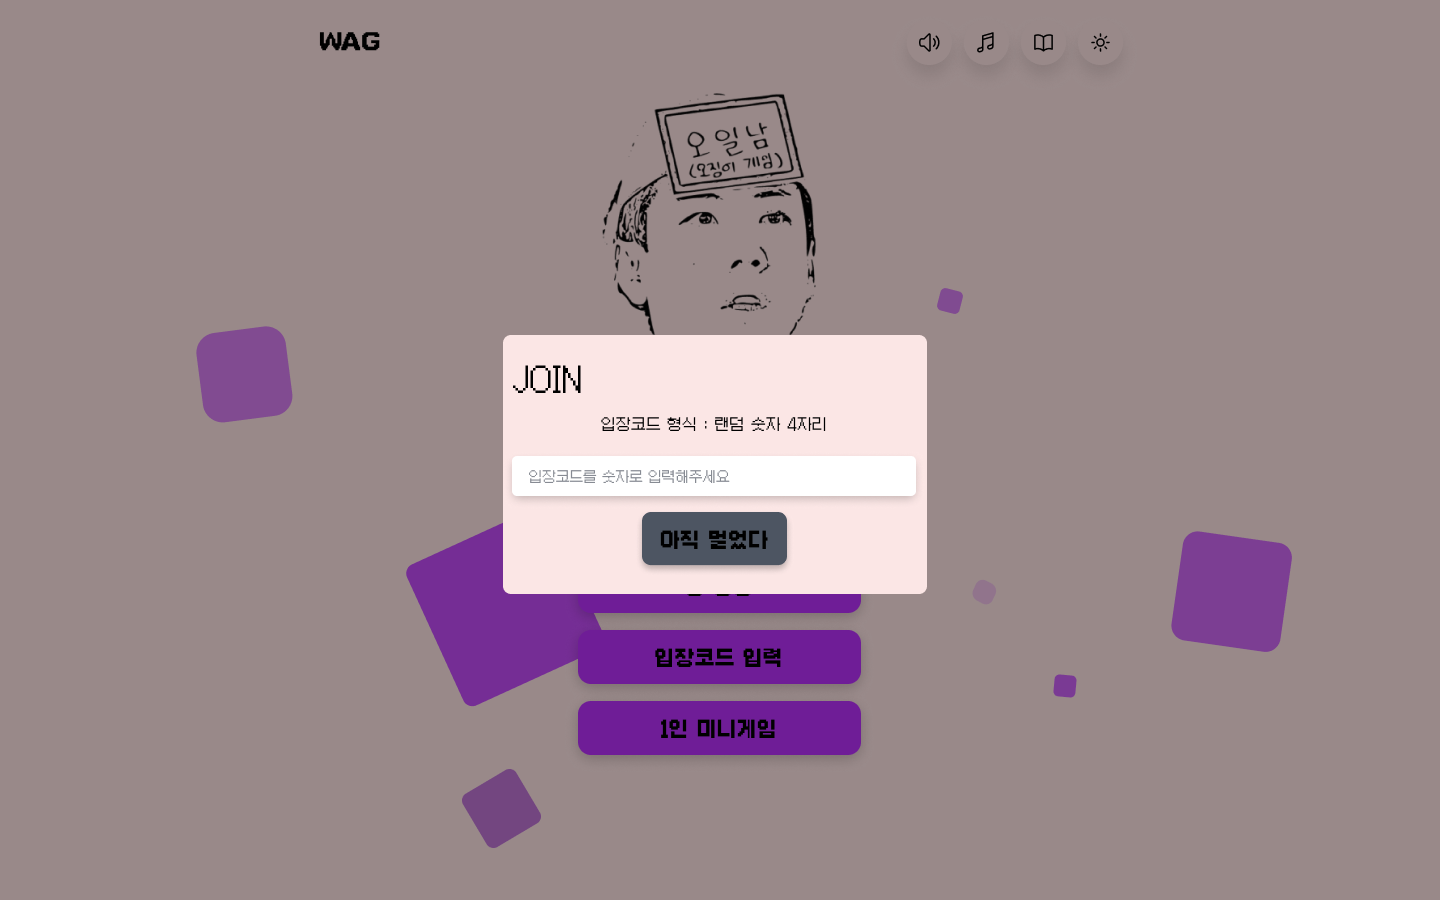 WAG
오일남
(오징어 게임)
JOIN
입장코드 형식 : 랜덤 숫자 4자리
입장코드를 숫자로 입력해주세요
아직 멀었다
입장코드 입력
1인 미니게임